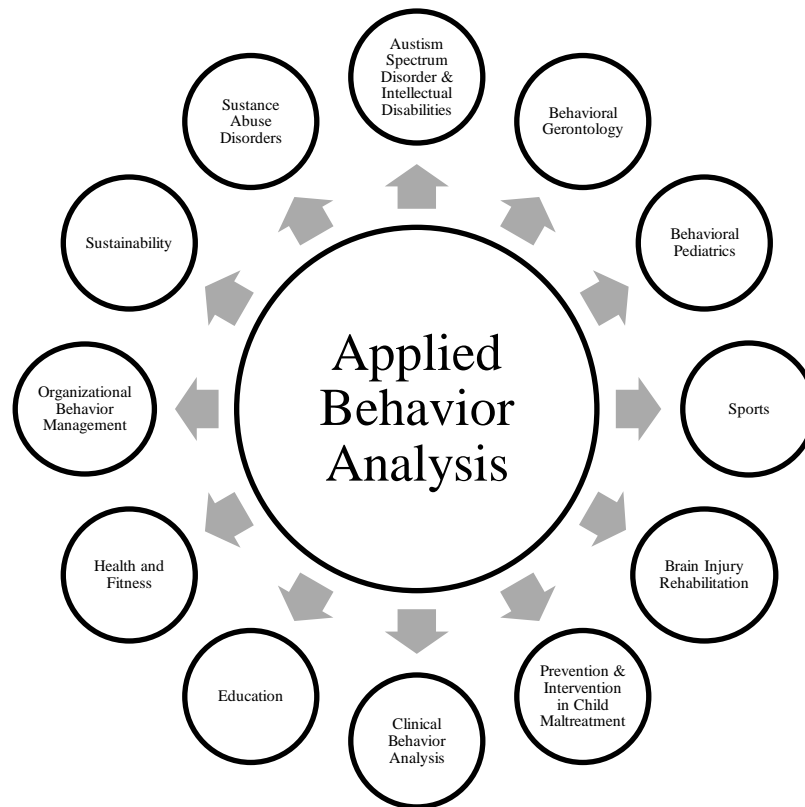 Applied
Behavior
Analysis
Austism
Spectrum
Disorder &
Intellectual
Disabilities
Behavioral
Gerontology
Behavioral
Pediatrics
Sports
Brain Injury
Rehabilitation
Prevention &
Intervention
in Child
Maltreatment
Clinical
Behavior
Analysis
Education
Health and
Fitness
Organizational
Behavior
Management
Sustainability
Sustance
Abuse
Disorders